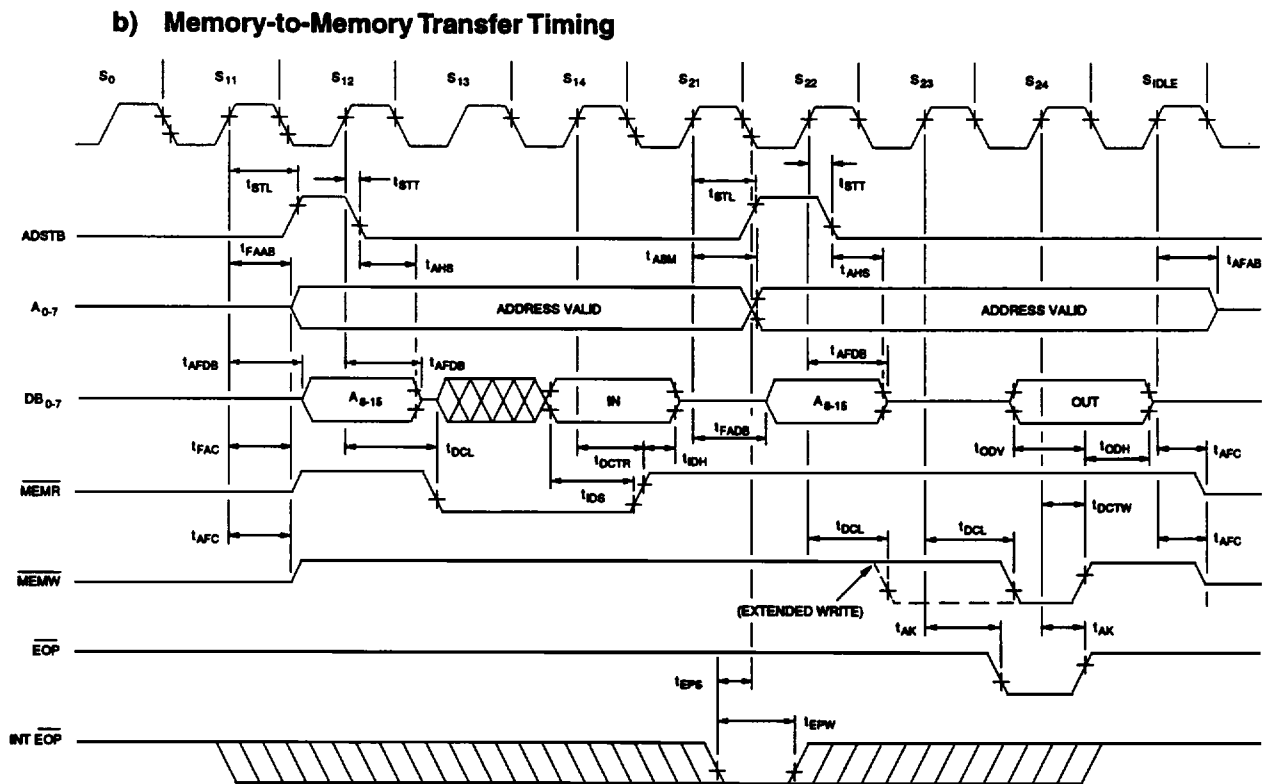 b) Memory-to-Memory Transfer Timing
S0 S11 S12 S13 S14 S21 S22 S23 S24 SIDLE
tSTL tSTT tSTL tSTT
ADSTB
tFAAB tAHS tASM tAHS tAFAB
A0-7 ADDRESS VALID ADDRESS VALID
tAFDB tAFDB tAFDB
DB0-7 A8-15 IN A8-15 OUT
tFAC tDCL tDCTR tIDH tFADB tODV tODH tAFC
MEMR
tIDS tDCTW
tAFC tDCL tDCL tAFC
MEMW
(EXTENDED WRITE)
tAK tAK
EOP
tEPS
tEPW
INT EOP